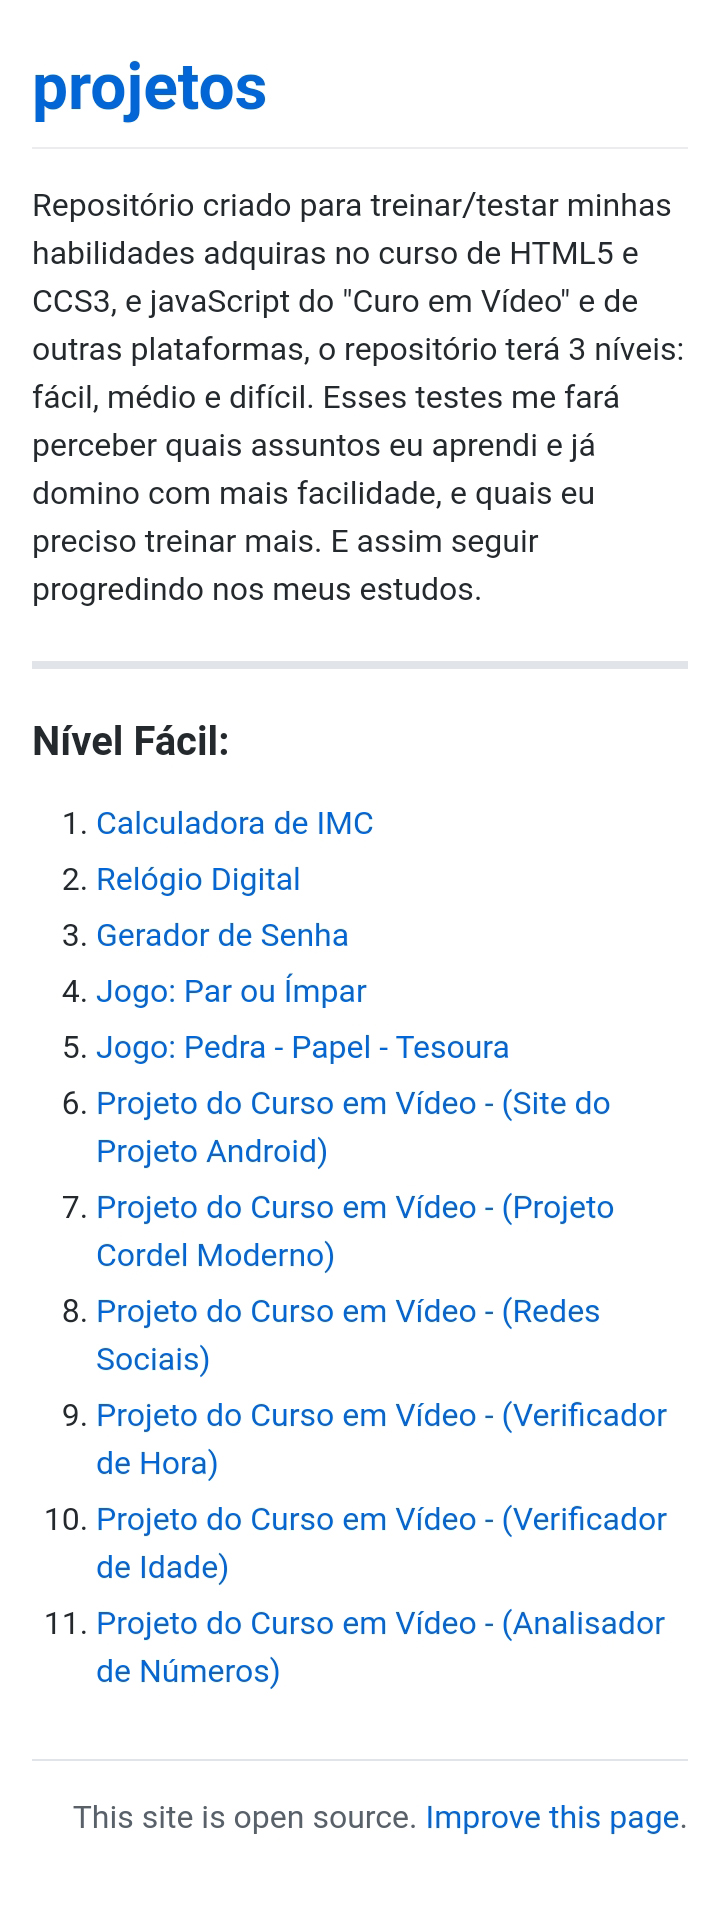 projetos
Repositório criado para treinar/testar minhas
habilidades adquiras no curso de HTML5 e
CCS3, e javaScript do "Curo em Vídeo" e de
outras plataformas, o repositório terá 3 níveis:
fácil, médio e difícil. Esses testes me fará
perceber quais assuntos eu aprendi e já
domino com mais facilidade, e quais eu
preciso treinar mais. E assim seguir
progredindo nos meus estudos.
Nível Fácil:
1. Calculadora de IMC
2. Relógio Digital
3. Gerador de Senha
4. Jogo: Par ou Ímpar
5. Jogo: Pedra - Papel - Tesoura
6. Projeto do Curso em Vídeo - (Site do
Projeto Android)
7. Projeto do Curso em Vídeo - (Projeto
Cordel Moderno)
8. Projeto do Curso em Vídeo - (Redes
Sociais)
9. Projeto do Curso em Vídeo - (Verificador
de Hora)
10. Projeto do Curso em Vídeo - (Verificador
de Idade)
11. Projeto do Curso em Vídeo - (Analisador
de Números)
This site is open source. Improve this page.